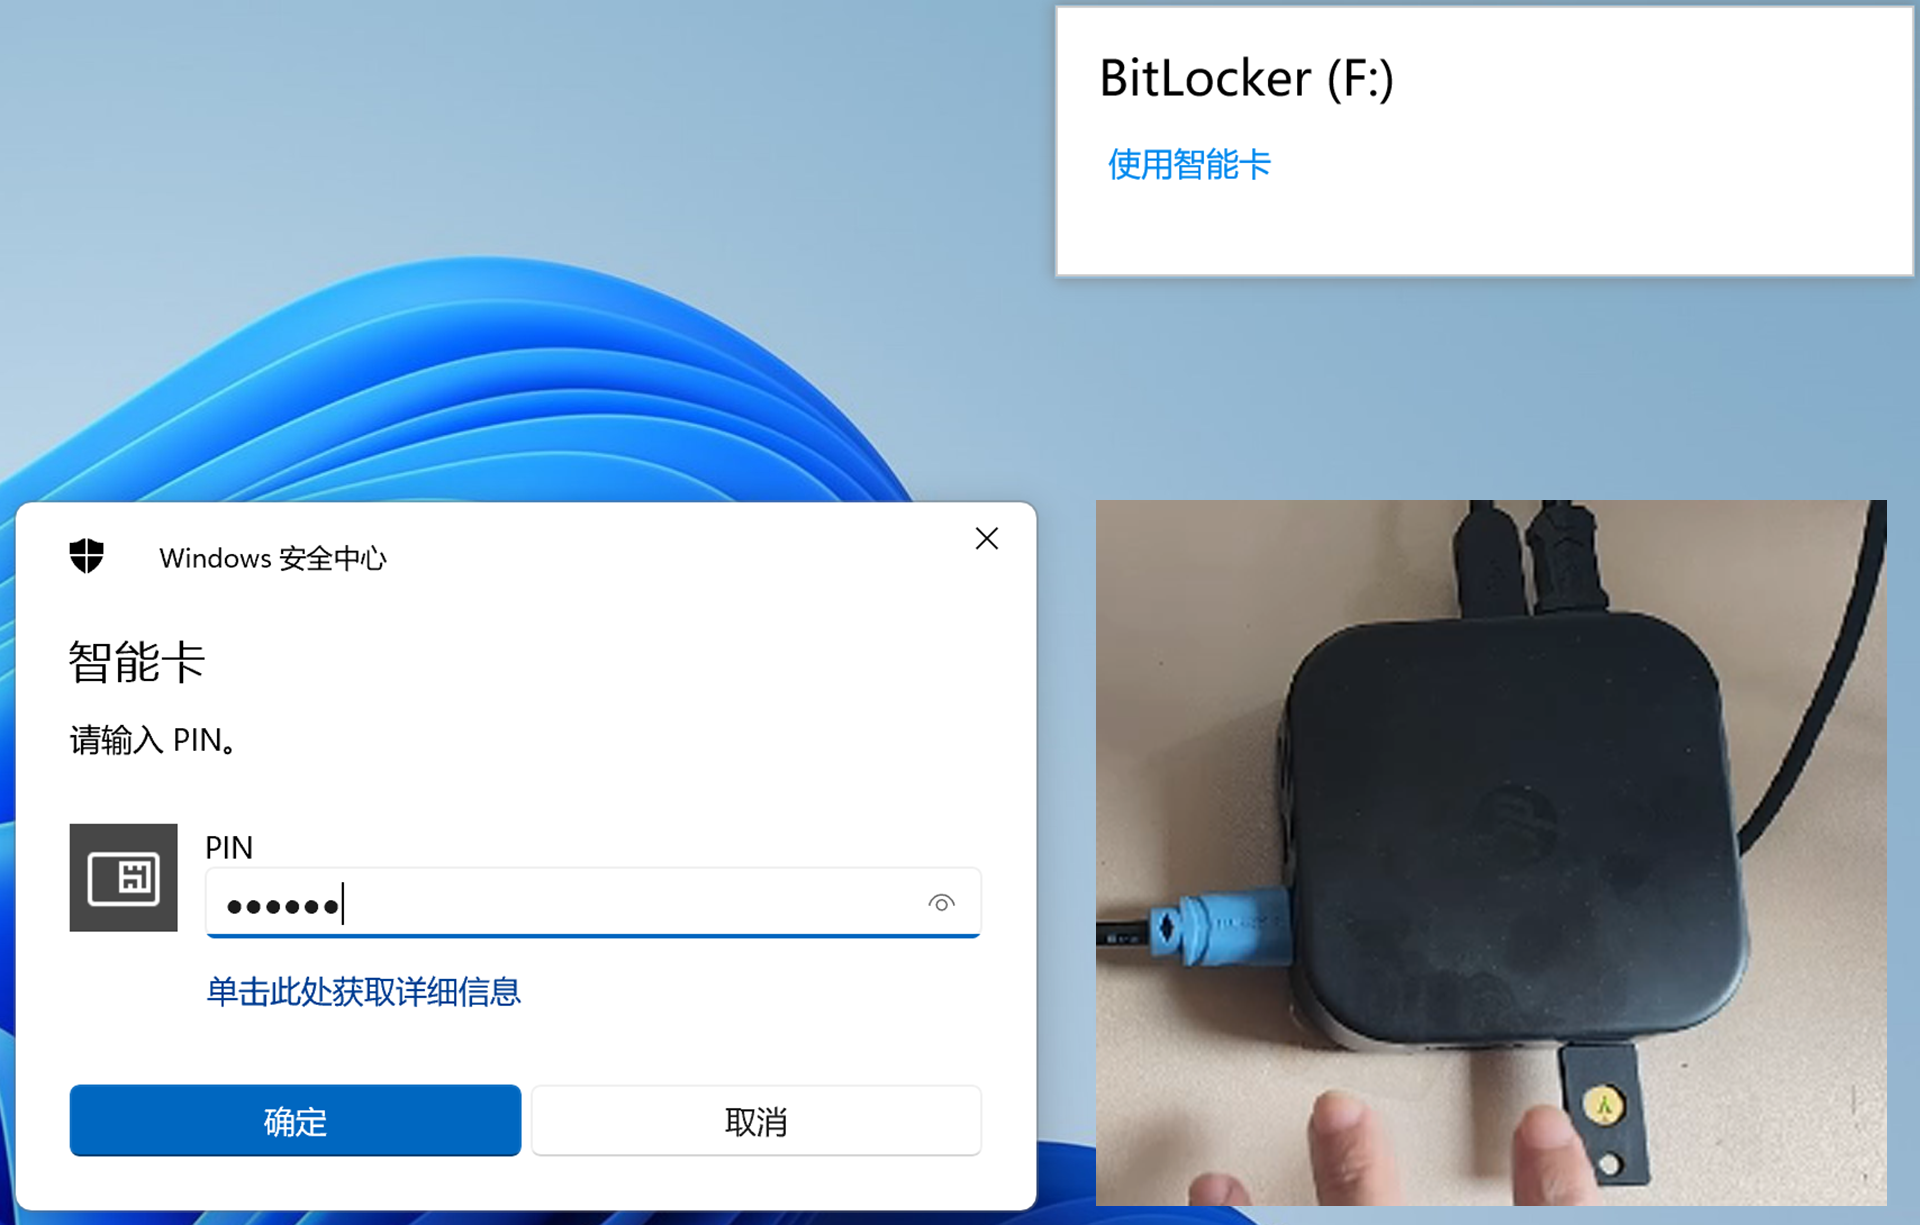 BitLocker (F:)
使用智能卡
Windows 安全中心
智能卡
请输入 PIN。
PIN
单击此处获取详细信息
确定
取消